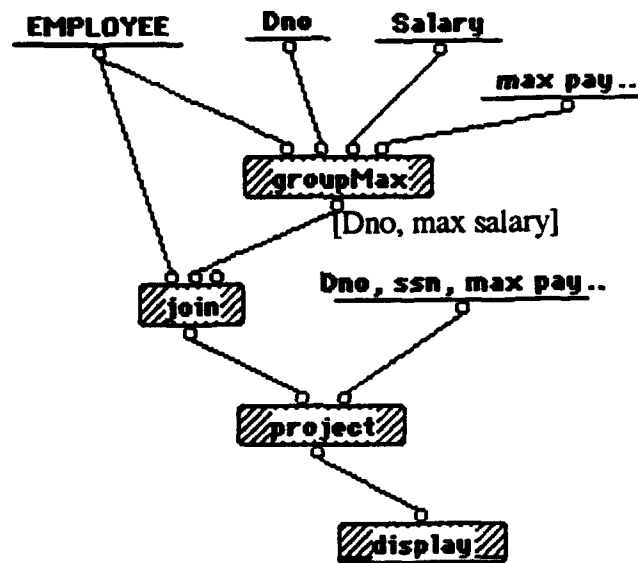 EMPLOYEE
Dno
Salary
max pay..
groupMax
[Dno, max salary]
join
Dno, ssn, max pay..
project
display